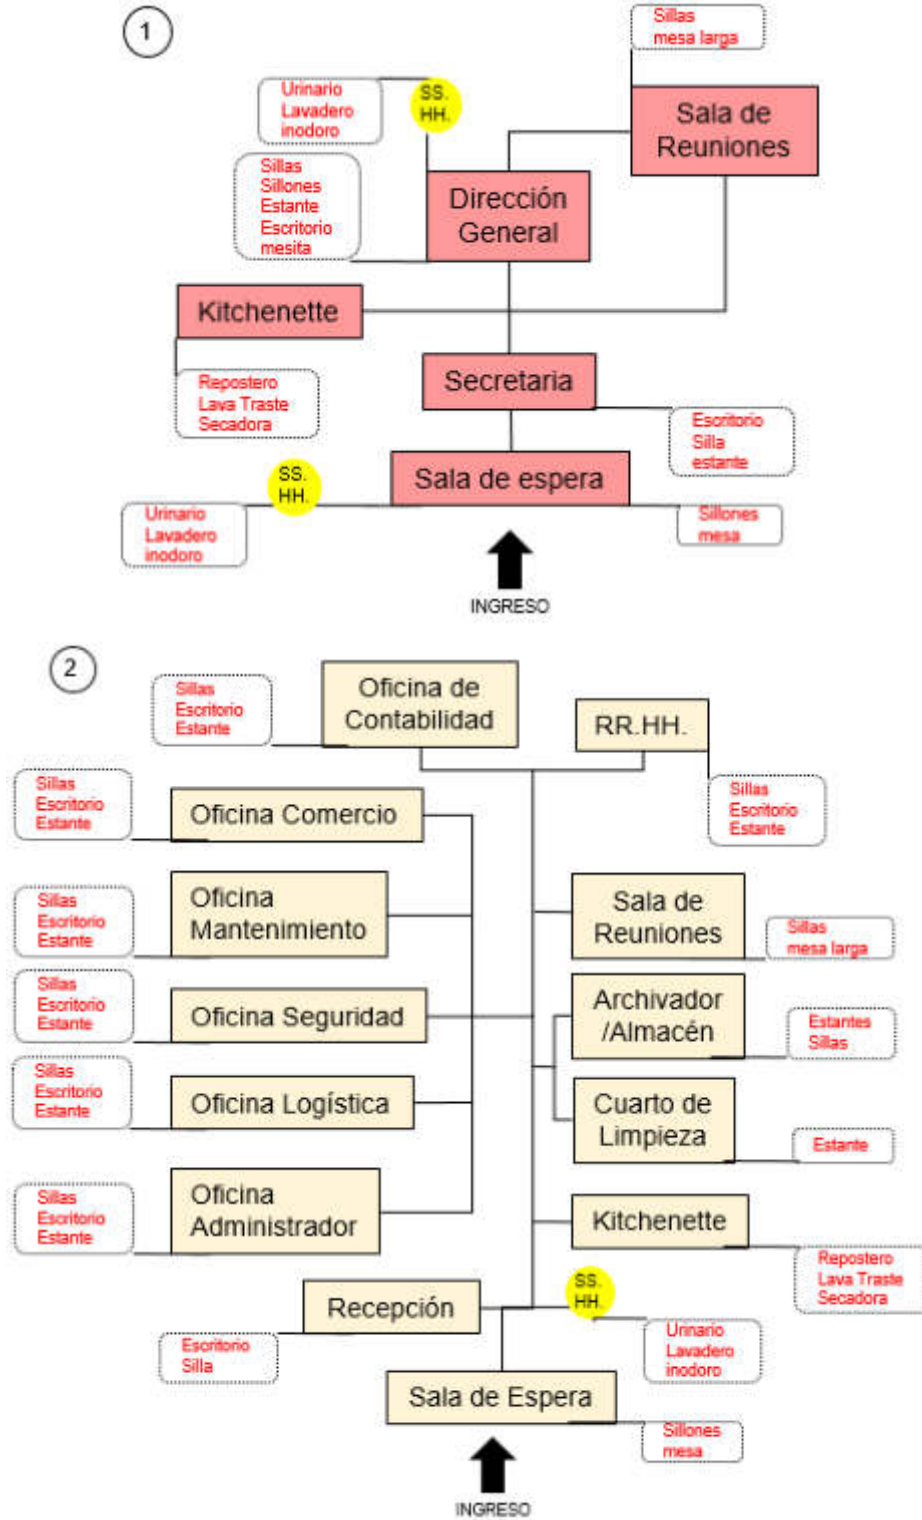 1
Sillas
mesa larga
Urinario
Lavadero
inodoro
SS.
HH.
Sala de
Reuniones
Sillas
Sillones
Estante
Escritorio
mesita
Dirección
General
Kitchenette
Repostero
Lava Traste
Secadora
Secretaria
Escritorio
Silla
estante
SS.
HH.
Sala de espera
Urinario
Lavadero
inodoro
Sillones
mesa
INGRESO
2
Sillas
Escritorio
Estante
Oficina de
Contabilidad
RR.HH.
Sillas
Escritorio
Estante
Sillas
Escritorio
Estante
Oficina Comercio
Sillas
Escritorio
Estante
Oficina
Mantenimiento
Sala de
Reuniones
Sillas
mesa larga
Sillas
Escritorio
Estante
Oficina Seguridad
Archivador
/Almacén
Estantes
Sillas
Sillas
Escritorio
Estante
Oficina Logística
Cuarto de
Limpieza
Estante
Sillas
Escritorio
Estante
Oficina
Administrador
Kitchenette
Repostero
Lava Traste
Secadora
Recepción
Escritorio
Silla
SS.
HH.
Urinario
Lavadero
inodoro
Sala de Espera
Sillones
mesa
INGRESO